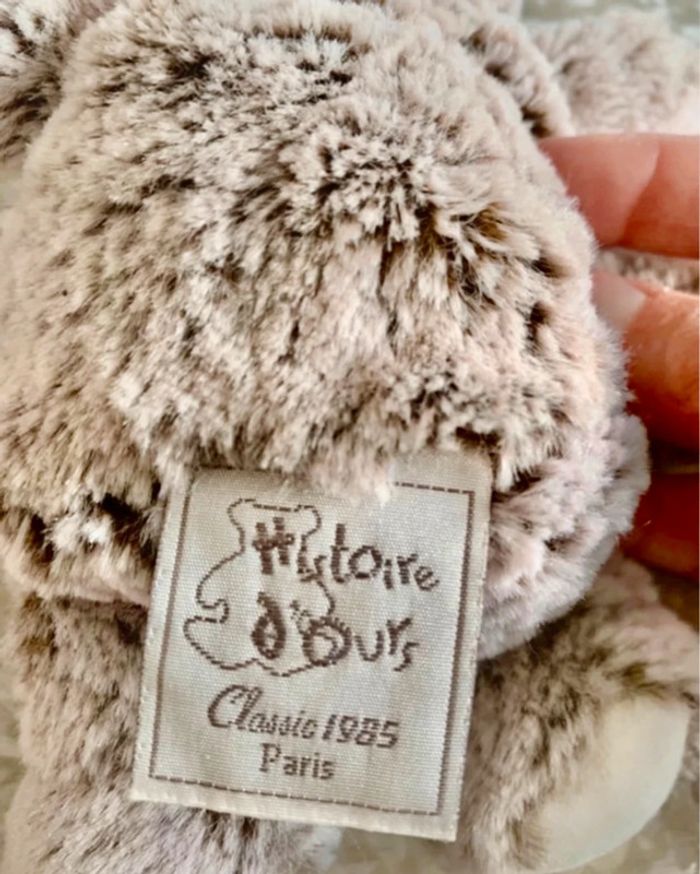 Histoire
d'Ours
Classic 1985
Paris